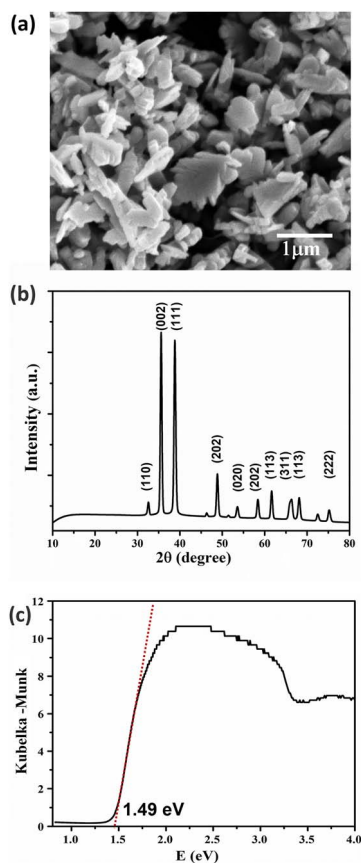 (a)
1μm
(b)
Intensity (a.u.)
(110)
(002)
(111)
(202)
(020)
(202)
(113)
(311)
(113)
(222)
10 20 30 40 50 60 70 80
2θ (degree)
(c)
Kubelka -Munk
12
10
8
6
4
2
0
1.49 eV
1.0 1.5 2.0 2.5 3.0 3.5 4.0
E (eV)